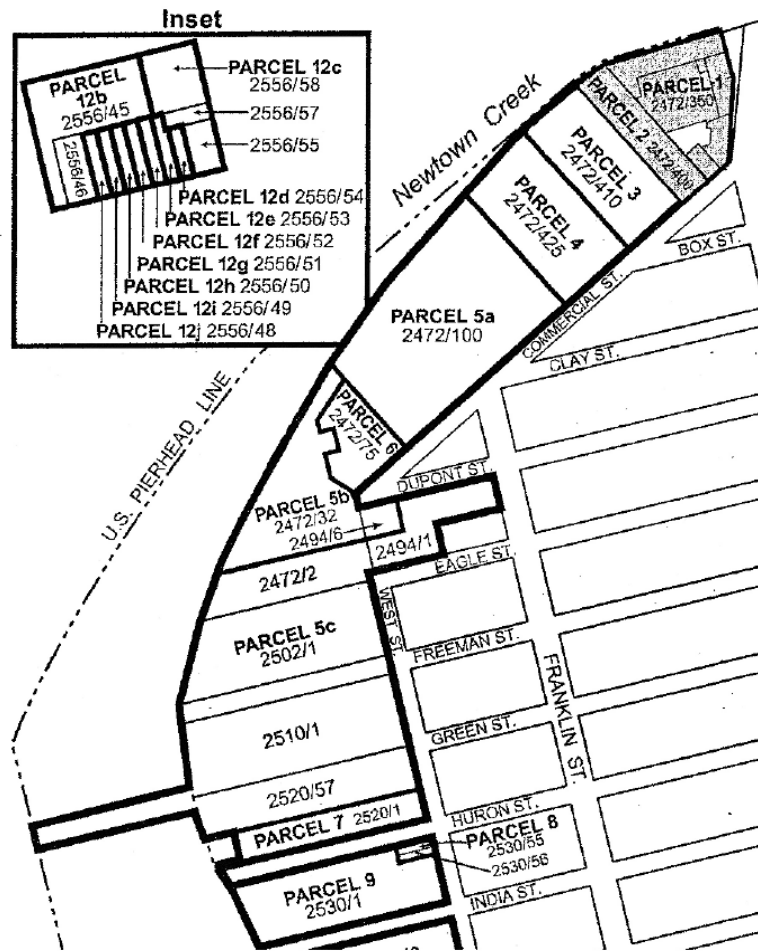 Inset
PARCEL
12b
2556/45
PARCEL 12c
2556/58
2556/57
2556/55
2556/46
PARCEL 12d 2556/54
PARCEL 12e 2556/53
PARCEL 12f 2556/52
PARCEL 12g 2556/51
PARCEL 12h 2556/50
PARCEL 12i 2556/49
PARCEL 12j 2556/48
Newtown Creek
PARCEL 1
2472/350
PARCEL 2 2472/400
PARCEL 3
2472/410
PARCEL 4
2472/425
BOX ST.
COMMERCIAL ST.
PARCEL 5a
2472/100
CLAY ST.
U.S. PIERHEAD LINE
PARCEL 6
2472/75
DUPONT ST.
PARCEL 5b
2472/32
2494/6
2494/1
EAGLE ST.
2472/2
WEST ST.
PARCEL 5c
2502/1
FREEMAN ST.
FRANKLIN ST.
2510/1
GREEN ST.
2520/57
HURON ST.
PARCEL 7 2520/1
PARCEL 8
2530/55
2530/56
PARCEL 9
2530/1
INDIA ST.